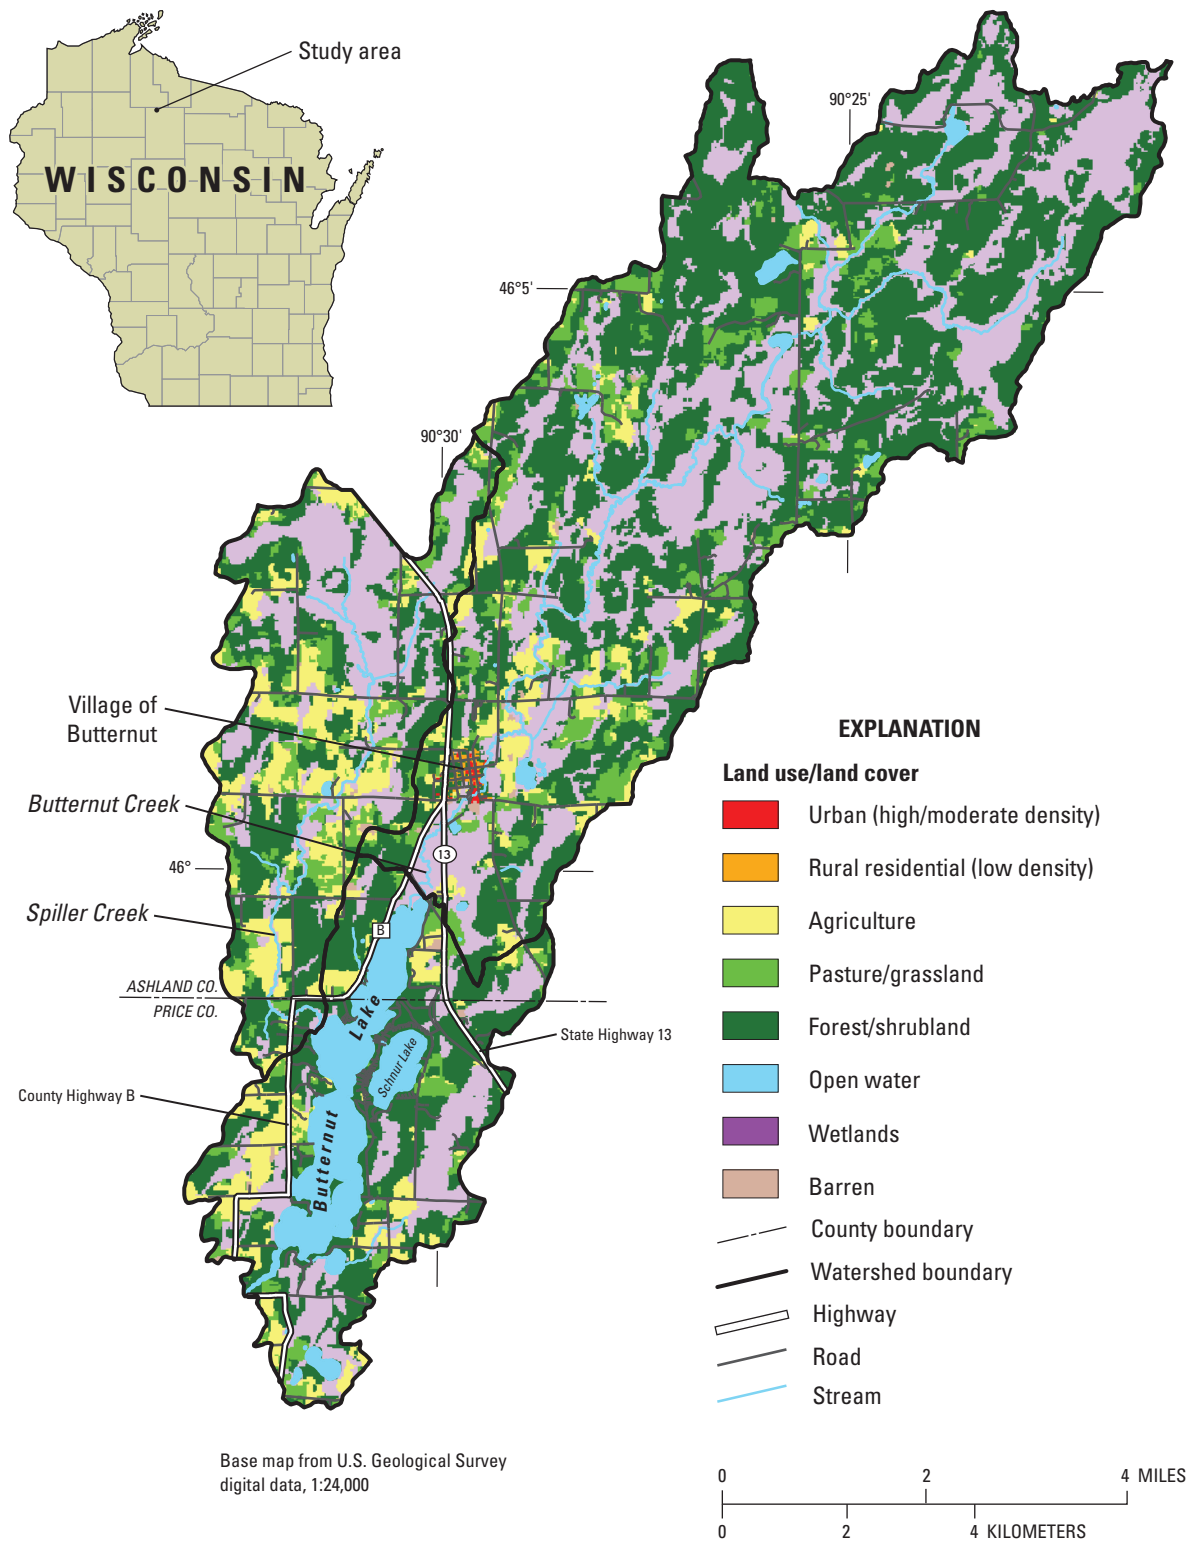 Study area
WISCONSIN
90°25'
46°5'
90°30'
Village of
Butternut
Butternut Creek
13
46°
Spiller Creek
B
ASHLAND CO.
PRICE CO.
Lake
Schnur Lake
State Highway 13
County Highway B
Butternut
EXPLANATION
Land use/land cover
Urban (high/moderate density)
Rural residential (low density)
Agriculture
Pasture/grassland
Forest/shrubland
Open water
Wetlands
Barren
County boundary
Watershed boundary
Highway
Road
Stream
Base map from U.S. Geological Survey
digital data, 1:24,000
0 2 4 MILES
0 2 4 KILOMETERS